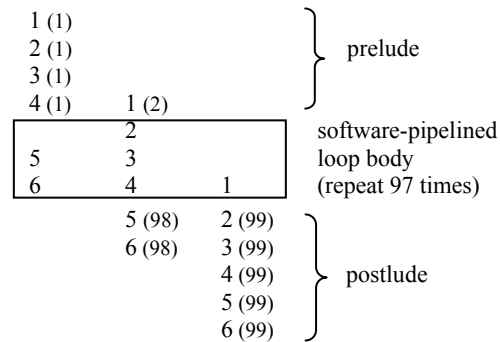 1 (1)
2 (1) prelude
3 (1)
4 (1) 1 (2)
2 software-pipelined
5 3 loop body
6 4 1 (repeat 97 times)
5 (98) 2 (99)
6 (98) 3 (99)
4 (99) postlude
5 (99)
6 (99)